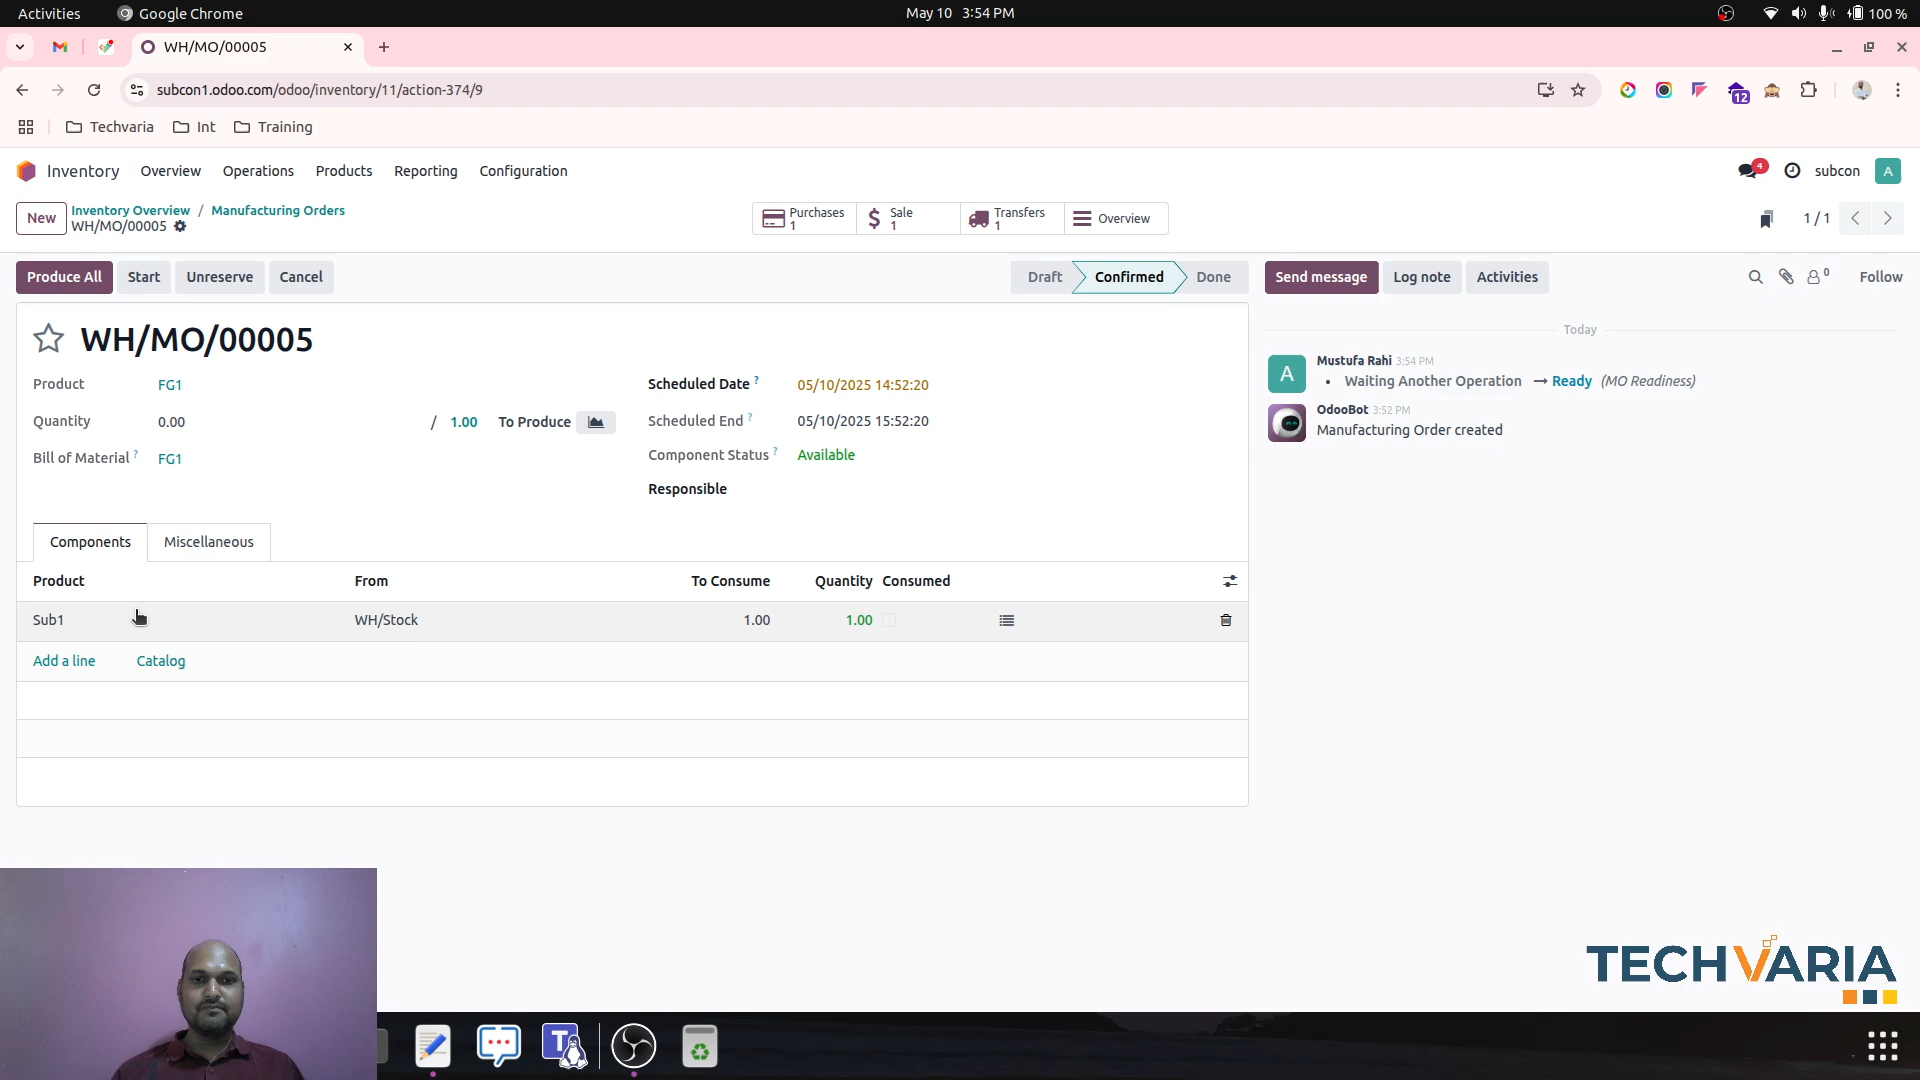 Activities Google Chrome May 10 3:54 PM 100 %
WH/MO/00005
subcon1.odoo.com/odoo/inventory/11/action-374/9 12
Techvaria Int Training
Inventory Overview Operations Products Reporting Configuration 4 subcon A
New Inventory Overview / Manufacturing Orders
WH/MO/00005
Purchases 1 Sale 1 Transfers 1 Overview 1 / 1
Produce All Start Unreserve Cancel Draft Confirmed Done Send message Log note Activities 0 Follow
WH/MO/00005
Product FG1
Quantity 0.00 / 1.00 To Produce
Bill of Material ? FG1
Scheduled Date ? 05/10/2025 14:52:20
Scheduled End ? 05/10/2025 15:52:20
Component Status ? Available
Responsible
Components Miscellaneous
Product From To Consume Quantity Consumed
Sub1 WH/Stock 1.00 1.00
Add a line Catalog
Today
A Mustufa Rahi 3:54 PM
• Waiting Another Operation → Ready (MO Readiness)
OdooBot 3:52 PM
Manufacturing Order created
TECHVARIA
T